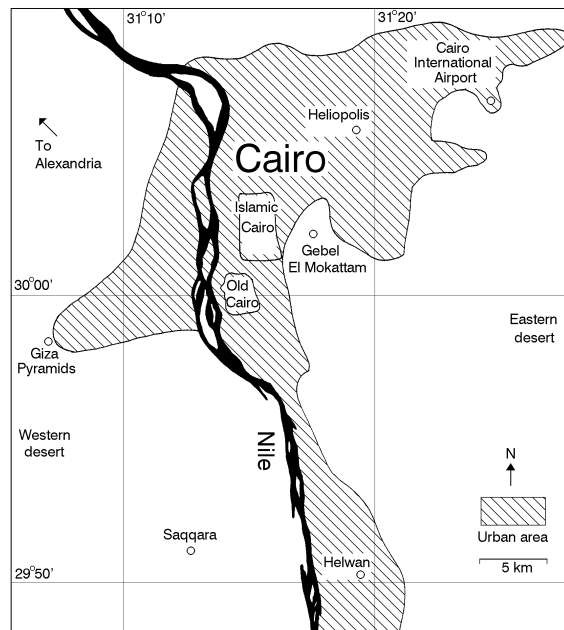 31°10'
31°20'
Cairo
International
Airport
Heliopolis
To
Alexandria
Cairo
Islamic
Cairo
Gebel
El Mokattam
Old
Cairo
30°00'
Eastern
desert
Giza
Pyramids
Western
desert
Nile
N
Urban area
5 km
Saqqara
Helwan
29°50'